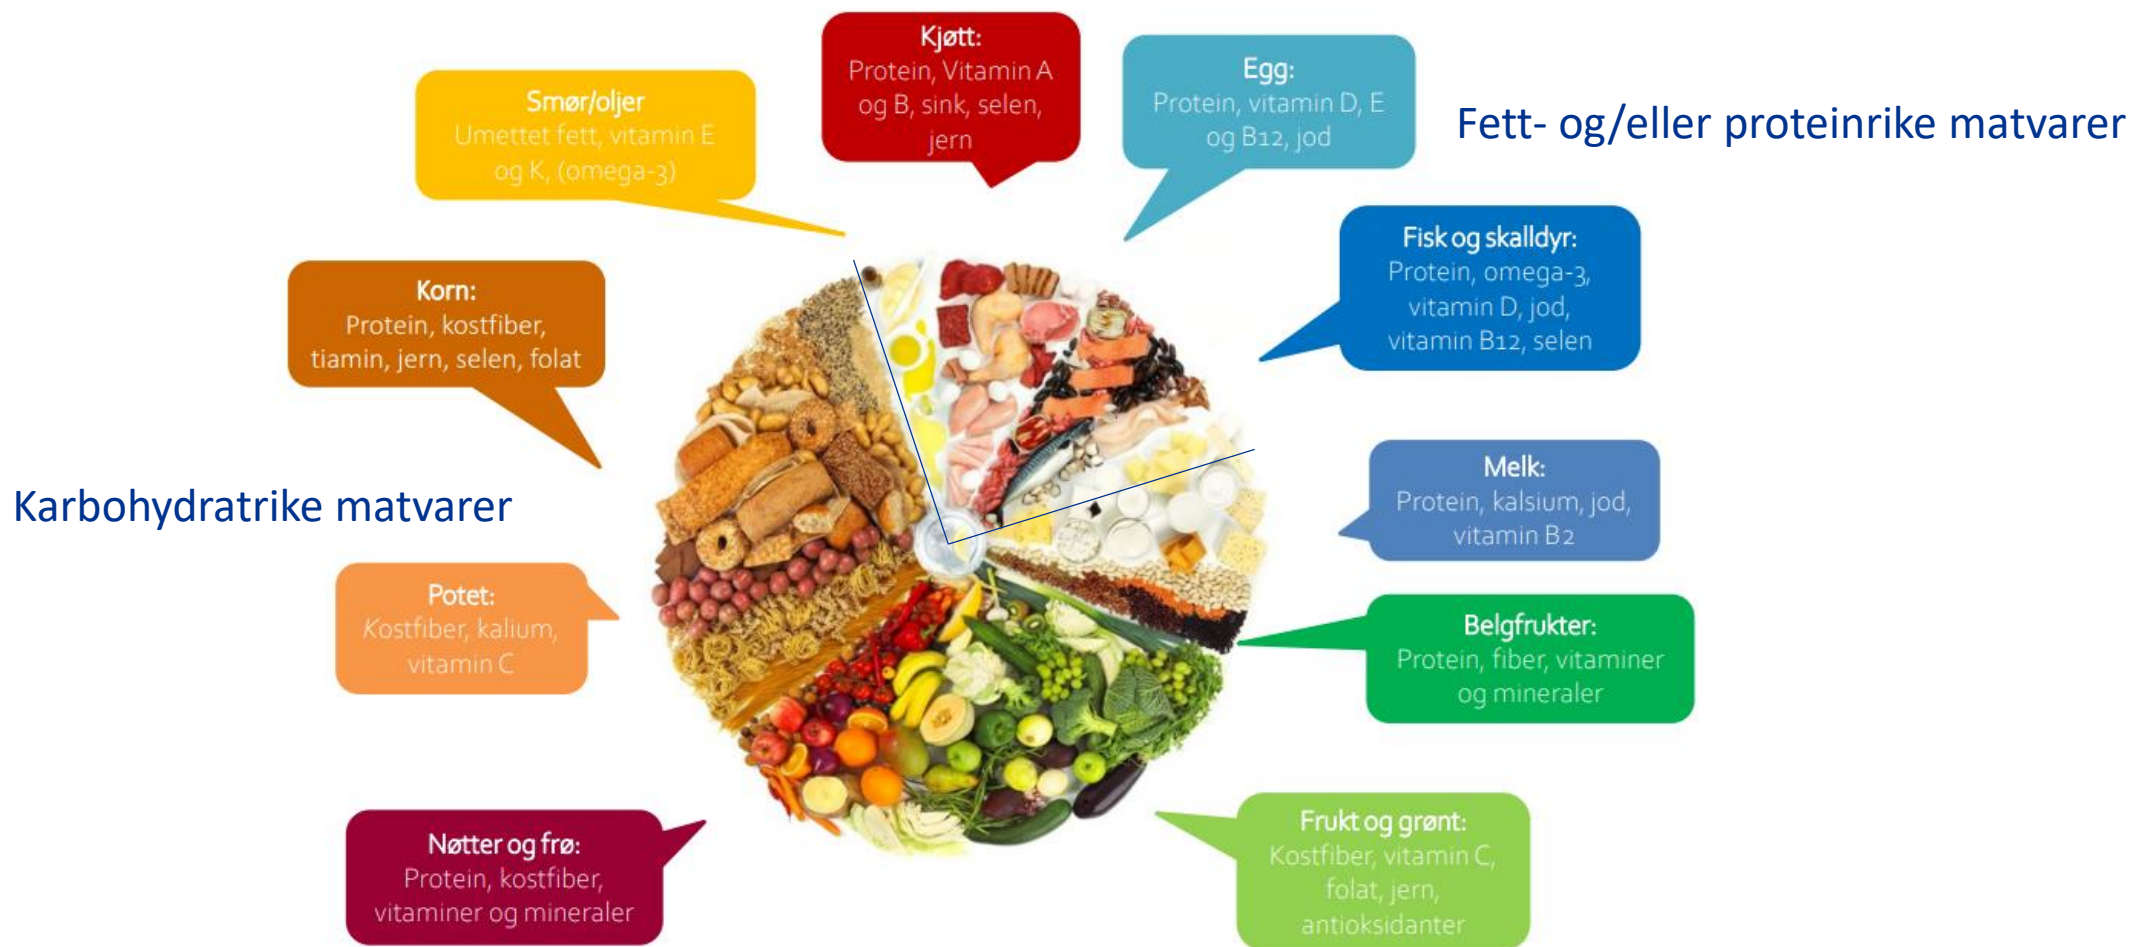 Kjøtt:
Protein, Vitamin A
og B, sink, selen,
jern
Egg:
Protein, vitamin D, E
og B12, jod
Fett- og/eller proteinrike matvarer
Smør/oljer
Umettet fett, vitamin E
og K, (omega-3)
Fisk og skalldyr:
Protein, omega-3,
vitamin D, jod,
vitamin B12, selen
Korn:
Protein, kostfiber,
tiamin, jern, selen, folat
Melk:
Protein, kalsium, jod,
vitamin B2
Karbohydratrike matvarer
Potet:
Kostfiber, kalium,
vitamin C
Belgfrukter:
Protein, fiber, vitaminer
og mineraler
Nøtter og frø:
Protein, kostfiber,
vitaminer og mineraler
Frukt og grønt:
Kostfiber, vitamin C,
folat, jern,
antioksidanter